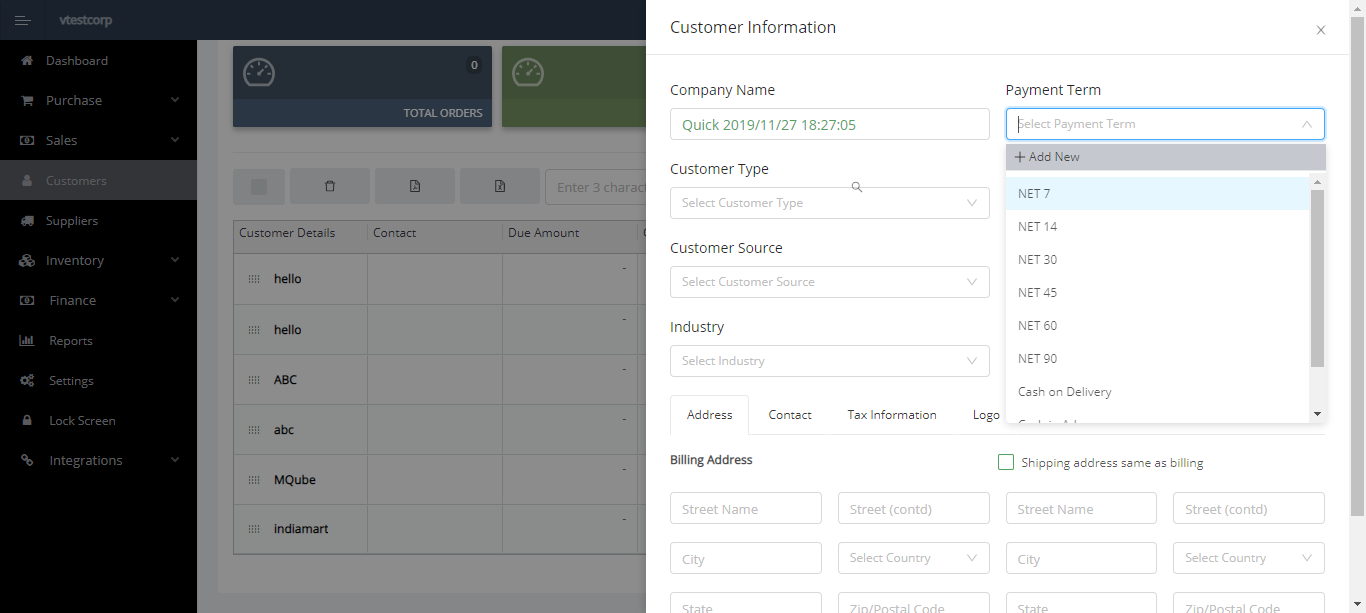 vtestcorp
Dashboard
Purchase
Sales
Customers
Suppliers
Inventory
Finance
Reports
Settings
Lock Screen
Integrations
0
TOTAL ORDERS
Enter 3 charac
Customer Details Contact Due Amount
hello -
hello -
ABC -
abc -
MQube -
indiamart -
Customer Information
Company Name
Quick 2019/11/27 18:27:05
Payment Term
Select Payment Term
+ Add New
NET 7
NET 14
NET 30
NET 45
NET 60
NET 90
Cash on Delivery
Customer Type
Select Customer Type
Customer Source
Select Customer Source
Industry
Select Industry
Address Contact Tax Information Logo
Billing Address
Shipping address same as billing
Street Name Street (contd) Street Name Street (contd)
City Select Country City Select Country
State Zip/Postal Code State Zip/Postal Code